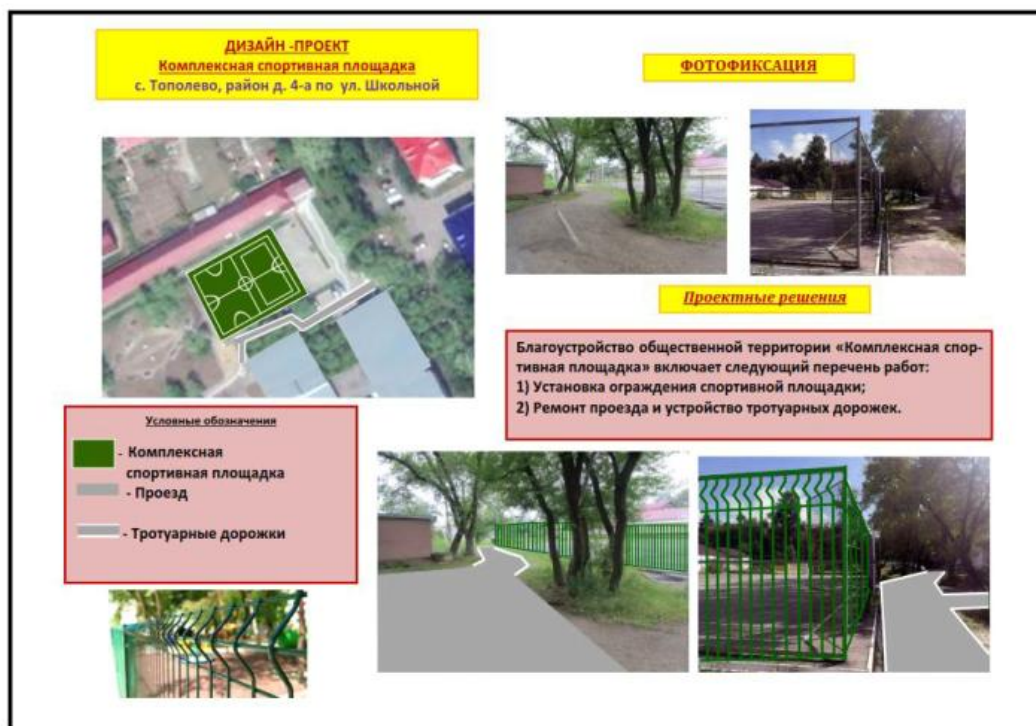 ДИЗАЙН -ПРОЕКТ
Комплексная спортивная площадка
с. Тополево, район д. 4-а по ул. Школьной
ФОТОФИКСАЦИЯ
Проектные решения
Благоустройство общественной территории «Комплексная спор-
тивная площадка» включает следующий перечень работ:
1) Установка ограждения спортивной площадки;
2) Ремонт проезда и устройство тротуарных дорожек.
Условные обозначения
- Комплексная
спортивная площадка
- Проезд
- Тротуарные дорожки